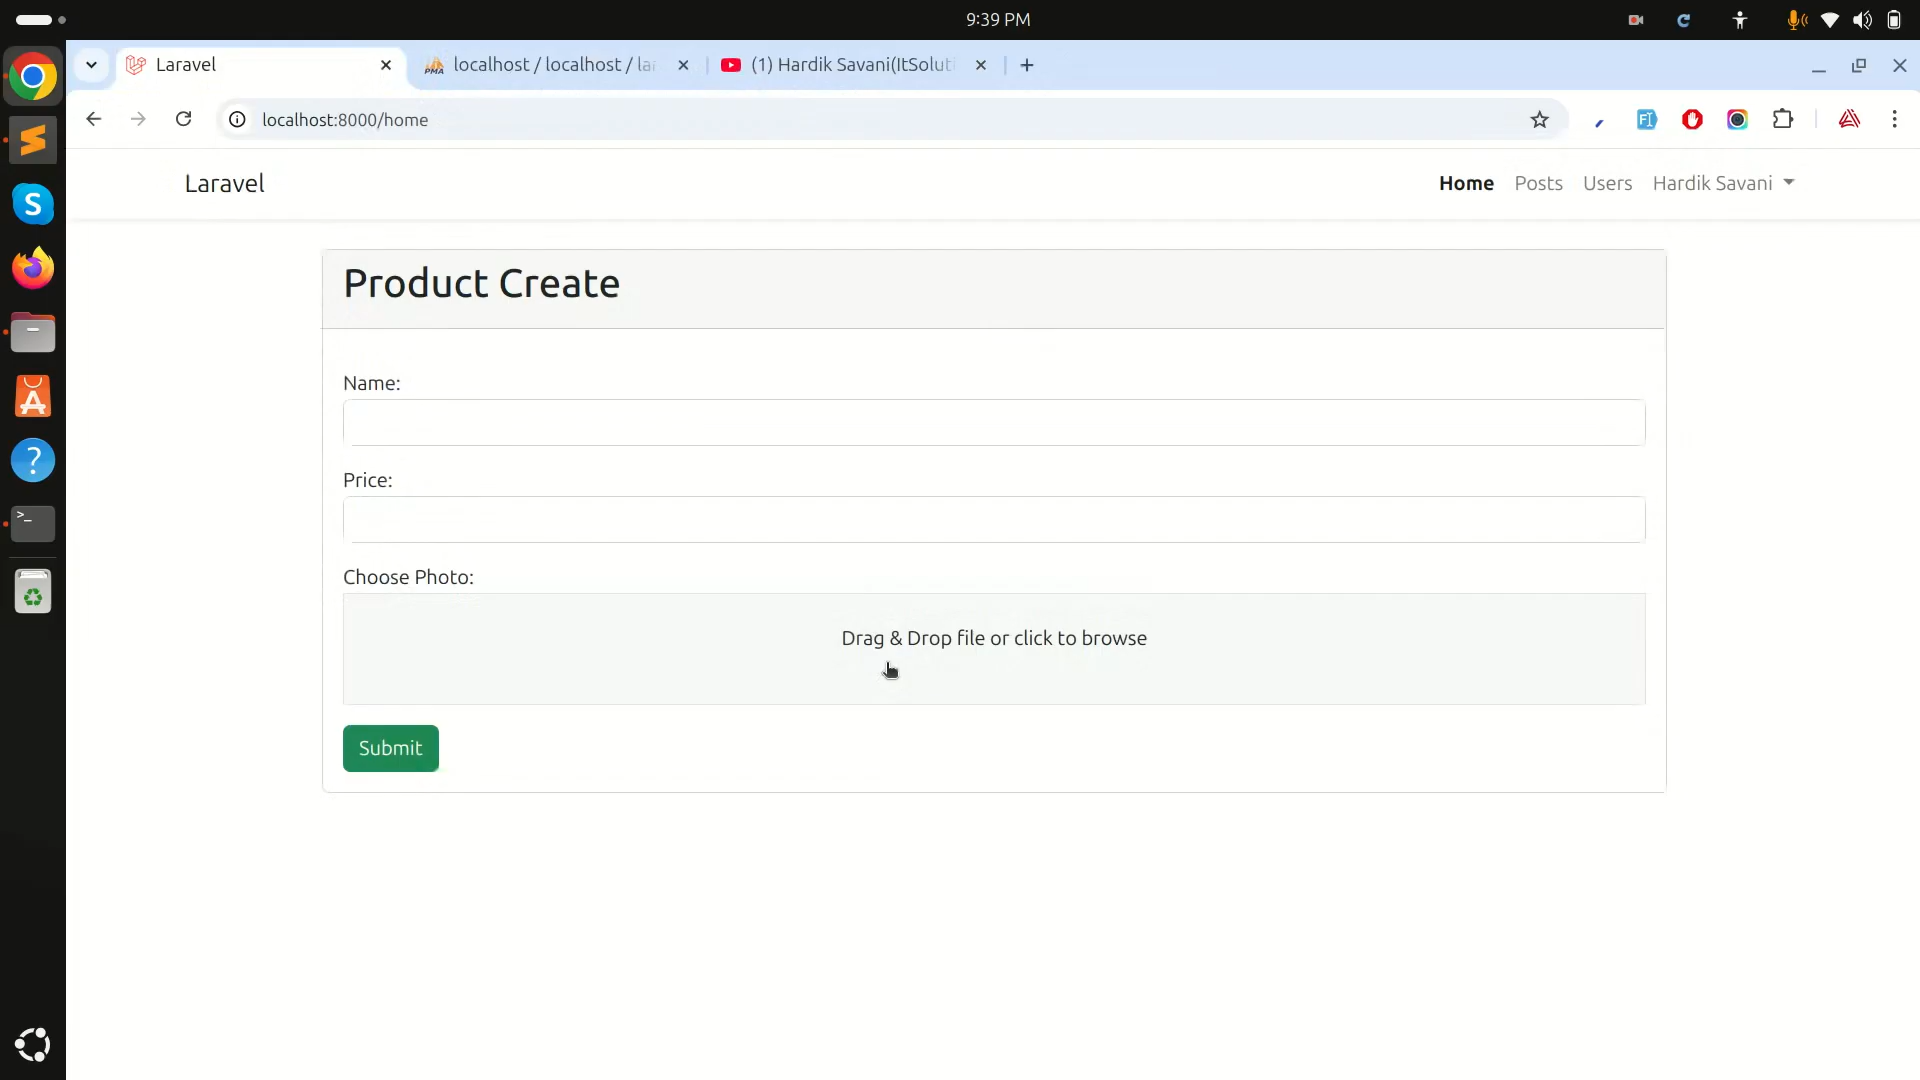 9:39 PM
Laravel
localhost / localhost / la
(1) Hardik Savani(ItSolut
localhost:8000/home
Laravel
Home
Posts
Users
Hardik Savani
Product Create
Name:
Price:
Choose Photo:
Drag & Drop file or click to browse
Submit